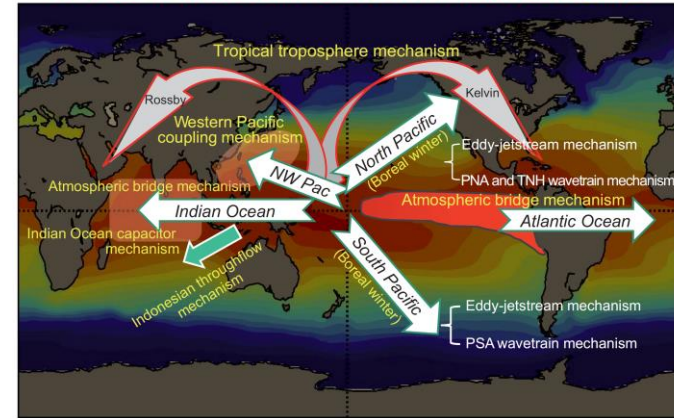 Tropical troposphere mechanism
Rossby
Kelvin
Western Pacific
coupling mechanism
North Pacific
(Boreal winter)
Eddy-jetstream mechanism
PNA and TNH wavetrain mechanism
NW Pac
Atmospheric bridge mechanism
Atmospheric bridge mechanism
Indian Ocean
Atlantic Ocean
Indian Ocean capacitor
mechanism
Indonesian throughflow
mechanism
South Pacific
(Boreal winter)
Eddy-jetstream mechanism
PSA wavetrain mechanism